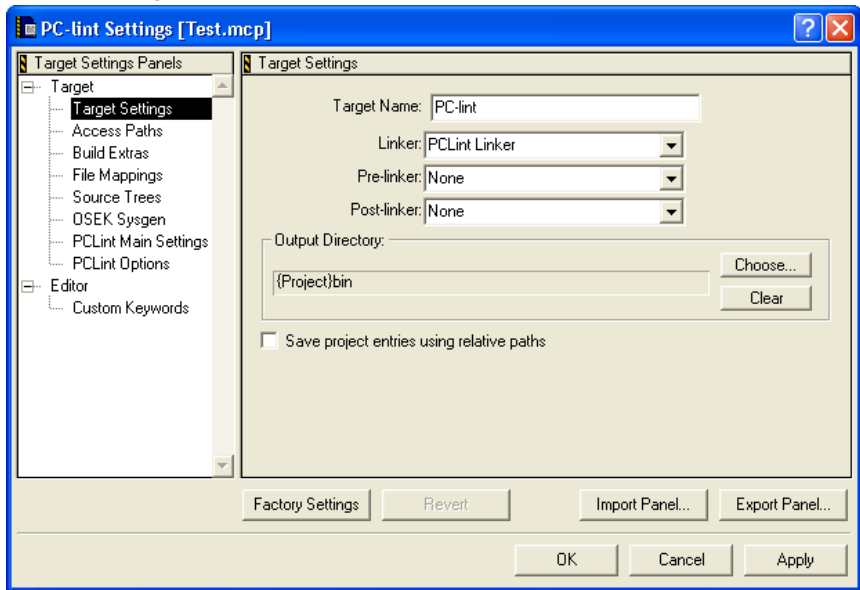 PC-lint Settings [Test.mcp]
Target Settings Panels
Target
Target Settings
Access Paths
Build Extras
File Mappings
Source Trees
OSEK Sysgen
PCLint Main Settings
PCLint Options
Editor
Custom Keywords
Target Settings
Target Name: PC-lint
Linker: PCLint Linker
Pre-linker: None
Post-linker: None
Output Directory:
{Project}bin
Choose...
Clear
Save project entries using relative paths
Factory Settings
Revert
Import Panel...
Export Panel...
OK
Cancel
Apply